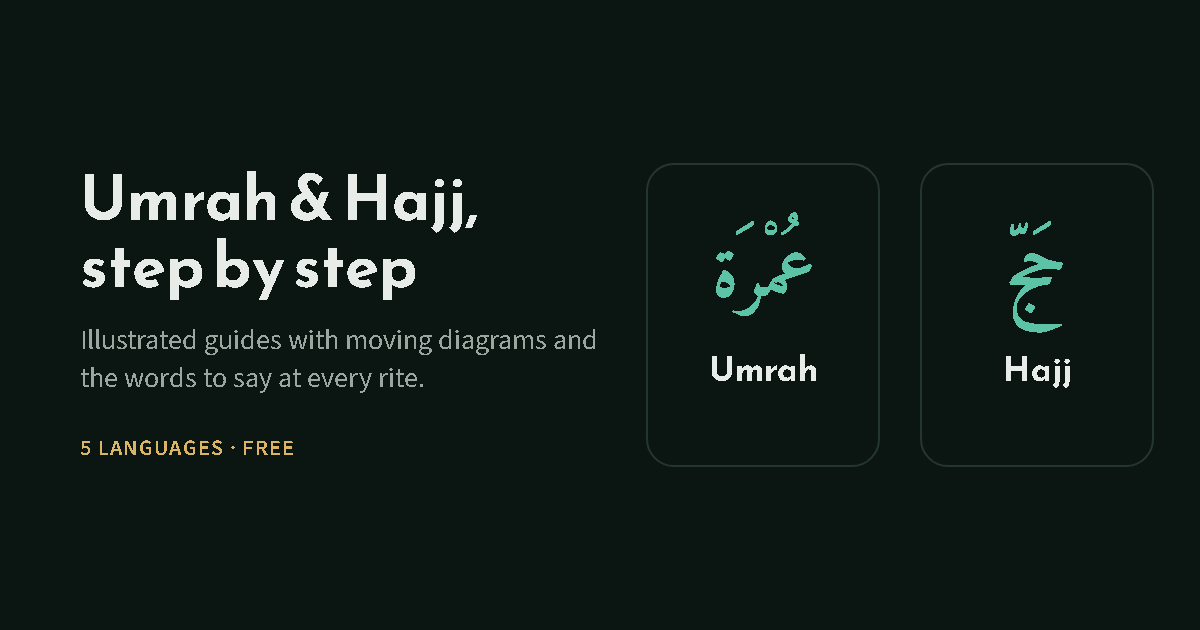 Umrah & Hajj,
step by step
Illustrated guides with moving diagrams and
the words to say at every rite.
5 LANGUAGES · FREE
عُمْرَة
Umrah
حَجّ
Hajj